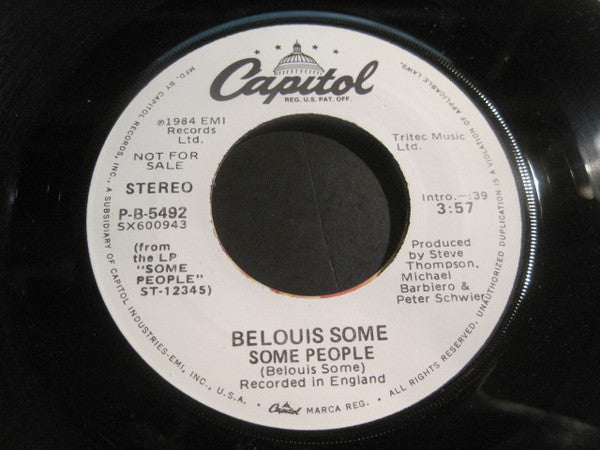 Capitol
REG. U.S. PAT. OFF.
℗1984 EMI
Records
Ltd.
NOT FOR
SALE
STEREO
P-B-5492
SX600943
(from
the LP
"SOME
PEOPLE"
ST-12345)
Tritec Music
Ltd.
Intro.—:39
3:57
Produced
by Steve
Thompson,
Michael
Barbiero &
Peter Schwier
BELOUIS SOME
SOME PEOPLE
(Belouis Some)
Recorded in England
MFD. BY CAPITOL RECORDS, INC., A SUBSIDIARY OF CAPITOL INDUSTRIES-EMI, INC., U.S.A. • Capitol MARCA REG. • ALL RIGHTS RESERVED. UNAUTHORIZED DUPLICATION IS A VIOLATION OF APPLICABLE LAWS.